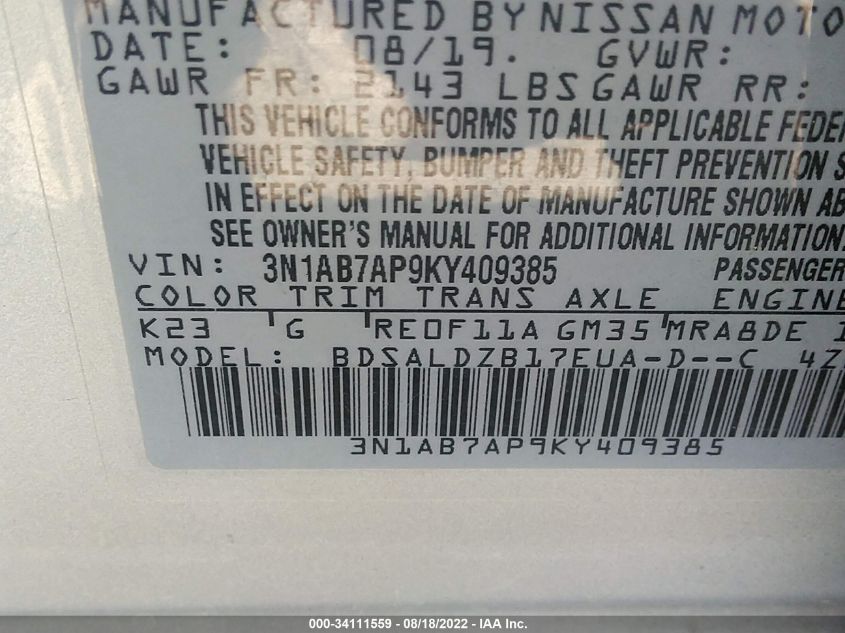 MANUFACTURED BY NISSAN MOTO
DATE: 08/19. GVWR:
GAWR FR: 2143 LBS GAWR RR:
THIS VEHICLE CONFORMS TO ALL APPLICABLE FEDER
VEHICLE SAFETY, BUMPER AND THEFT PREVENTION S
IN EFFECT ON THE DATE OF MANUFACTURE SHOWN AB
SEE OWNER'S MANUAL FOR ADDITIONAL INFORMATION.
VIN: 3N1AB7AP9KY409385 PASSENGER
COLOR TRIM TRANS AXLE ENGINE
K23 G RE0F11A GM35 MRA8DE 1
MODEL: BDSALDZB17EUA-D--C 4Z
3N1AB7AP9KY409385
000-34111559 - 08/18/2022 - IAA Inc.